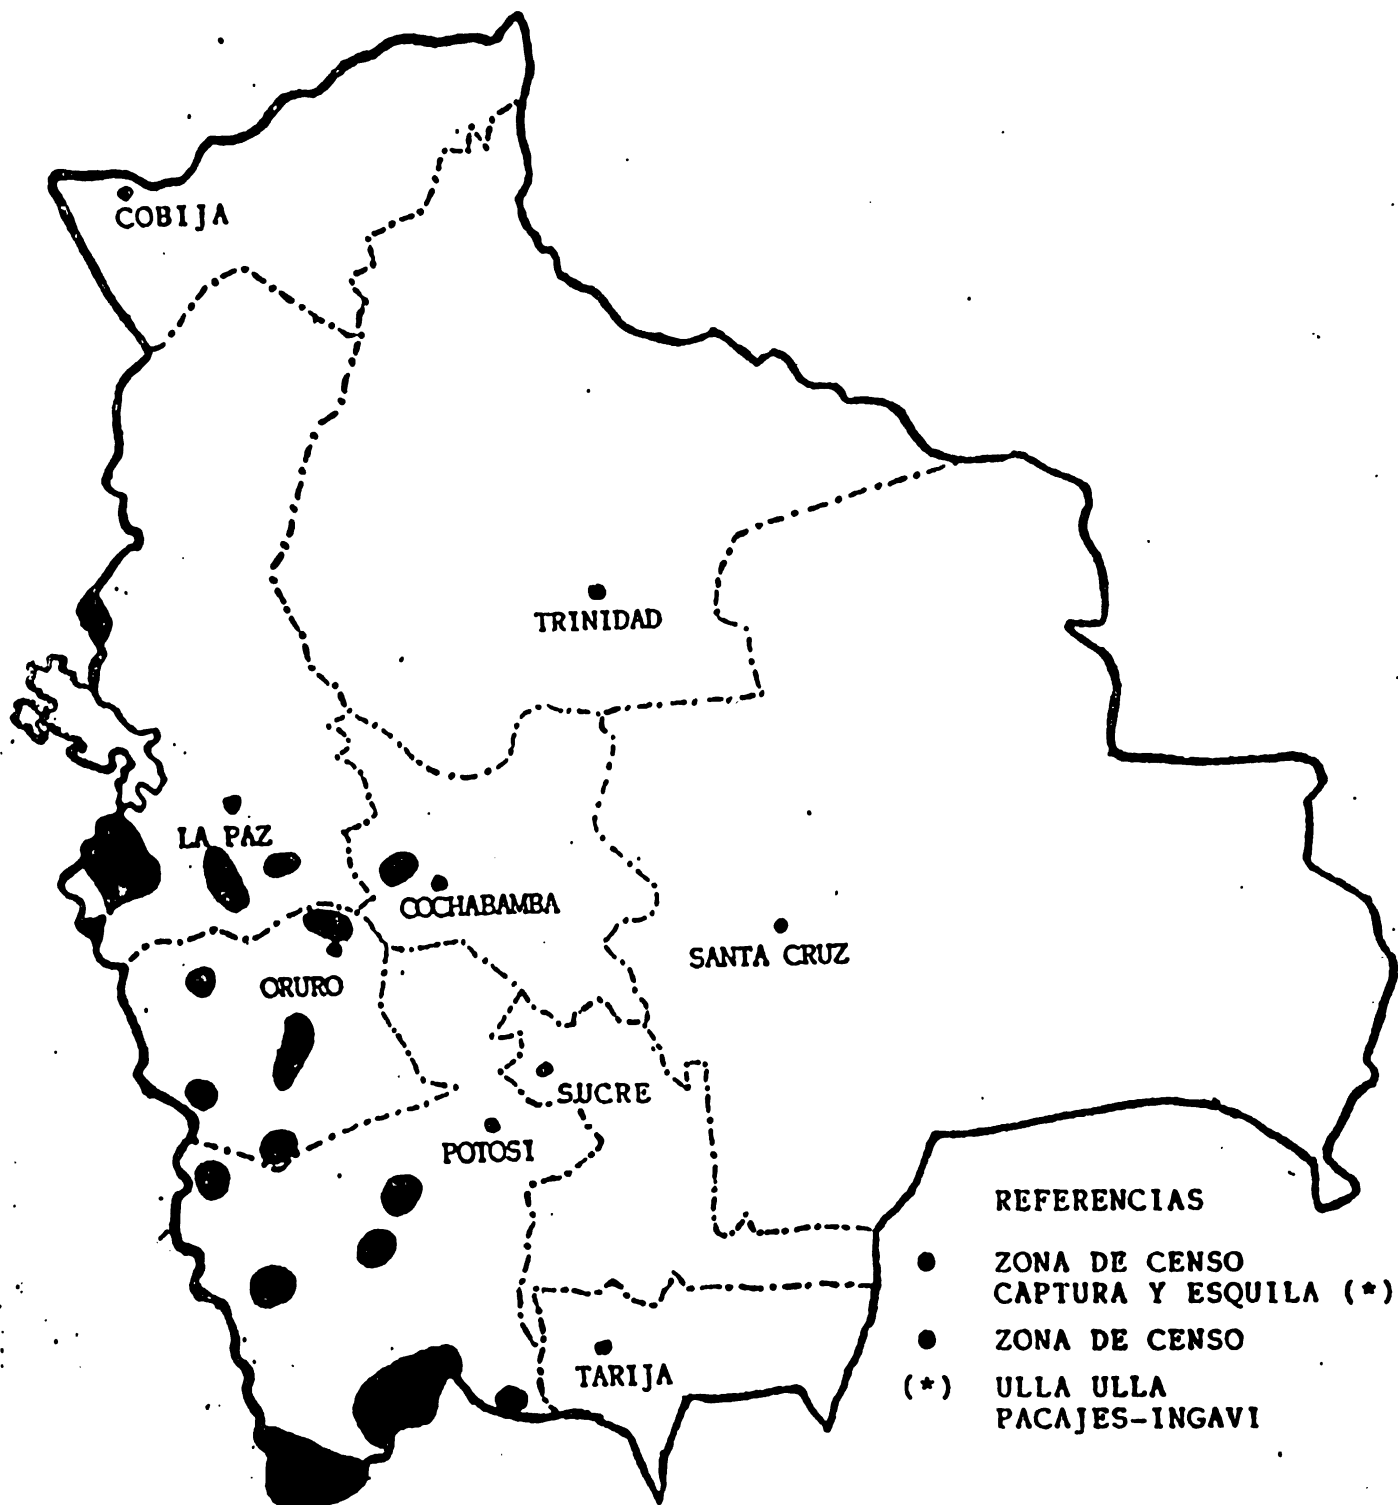 COBIJA
TRINIDAD
LA PAZ
COCHABAMBA
SANTA CRUZ
ORURO
SUCRE
POTOSI
TARIJA
REFERENCIAS
ZONA DE CENSO
CAPTURA Y ESQUILA (*)
ZONA DE CENSO
(*) ULLA ULLA
PACAJES-INGAVI